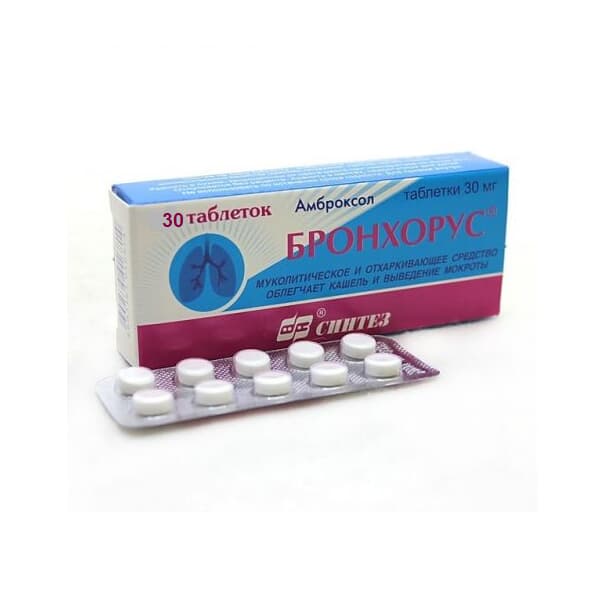 30 таблеток
Амброксол
таблетки 30 мг
БРОНХОРУС®
МУКОЛИТИЧЕСКОЕ И ОТХАРКИВАЮЩЕЕ СРЕДСТВО
ОБЛЕГЧАЕТ КАШЕЛЬ И ВЫВЕДЕНИЕ МОКРОТЫ
® СИНТЕЗ